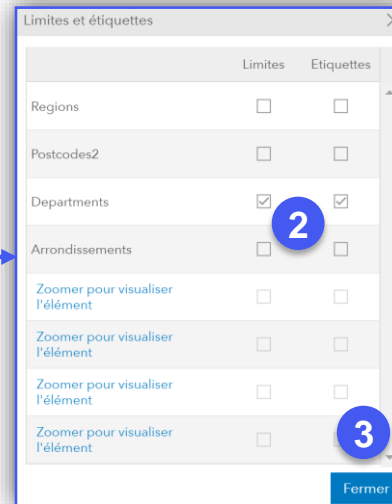 Limites et étiquettes
Limites Etiquettes
Regions
Postcodes2
Departments
2
Arrondissements
Zoomer pour visualiser
l'élément
Zoomer pour visualiser
l'élément
Zoomer pour visualiser
l'élément
Zoomer pour visualiser
l'élément
3
Fermer